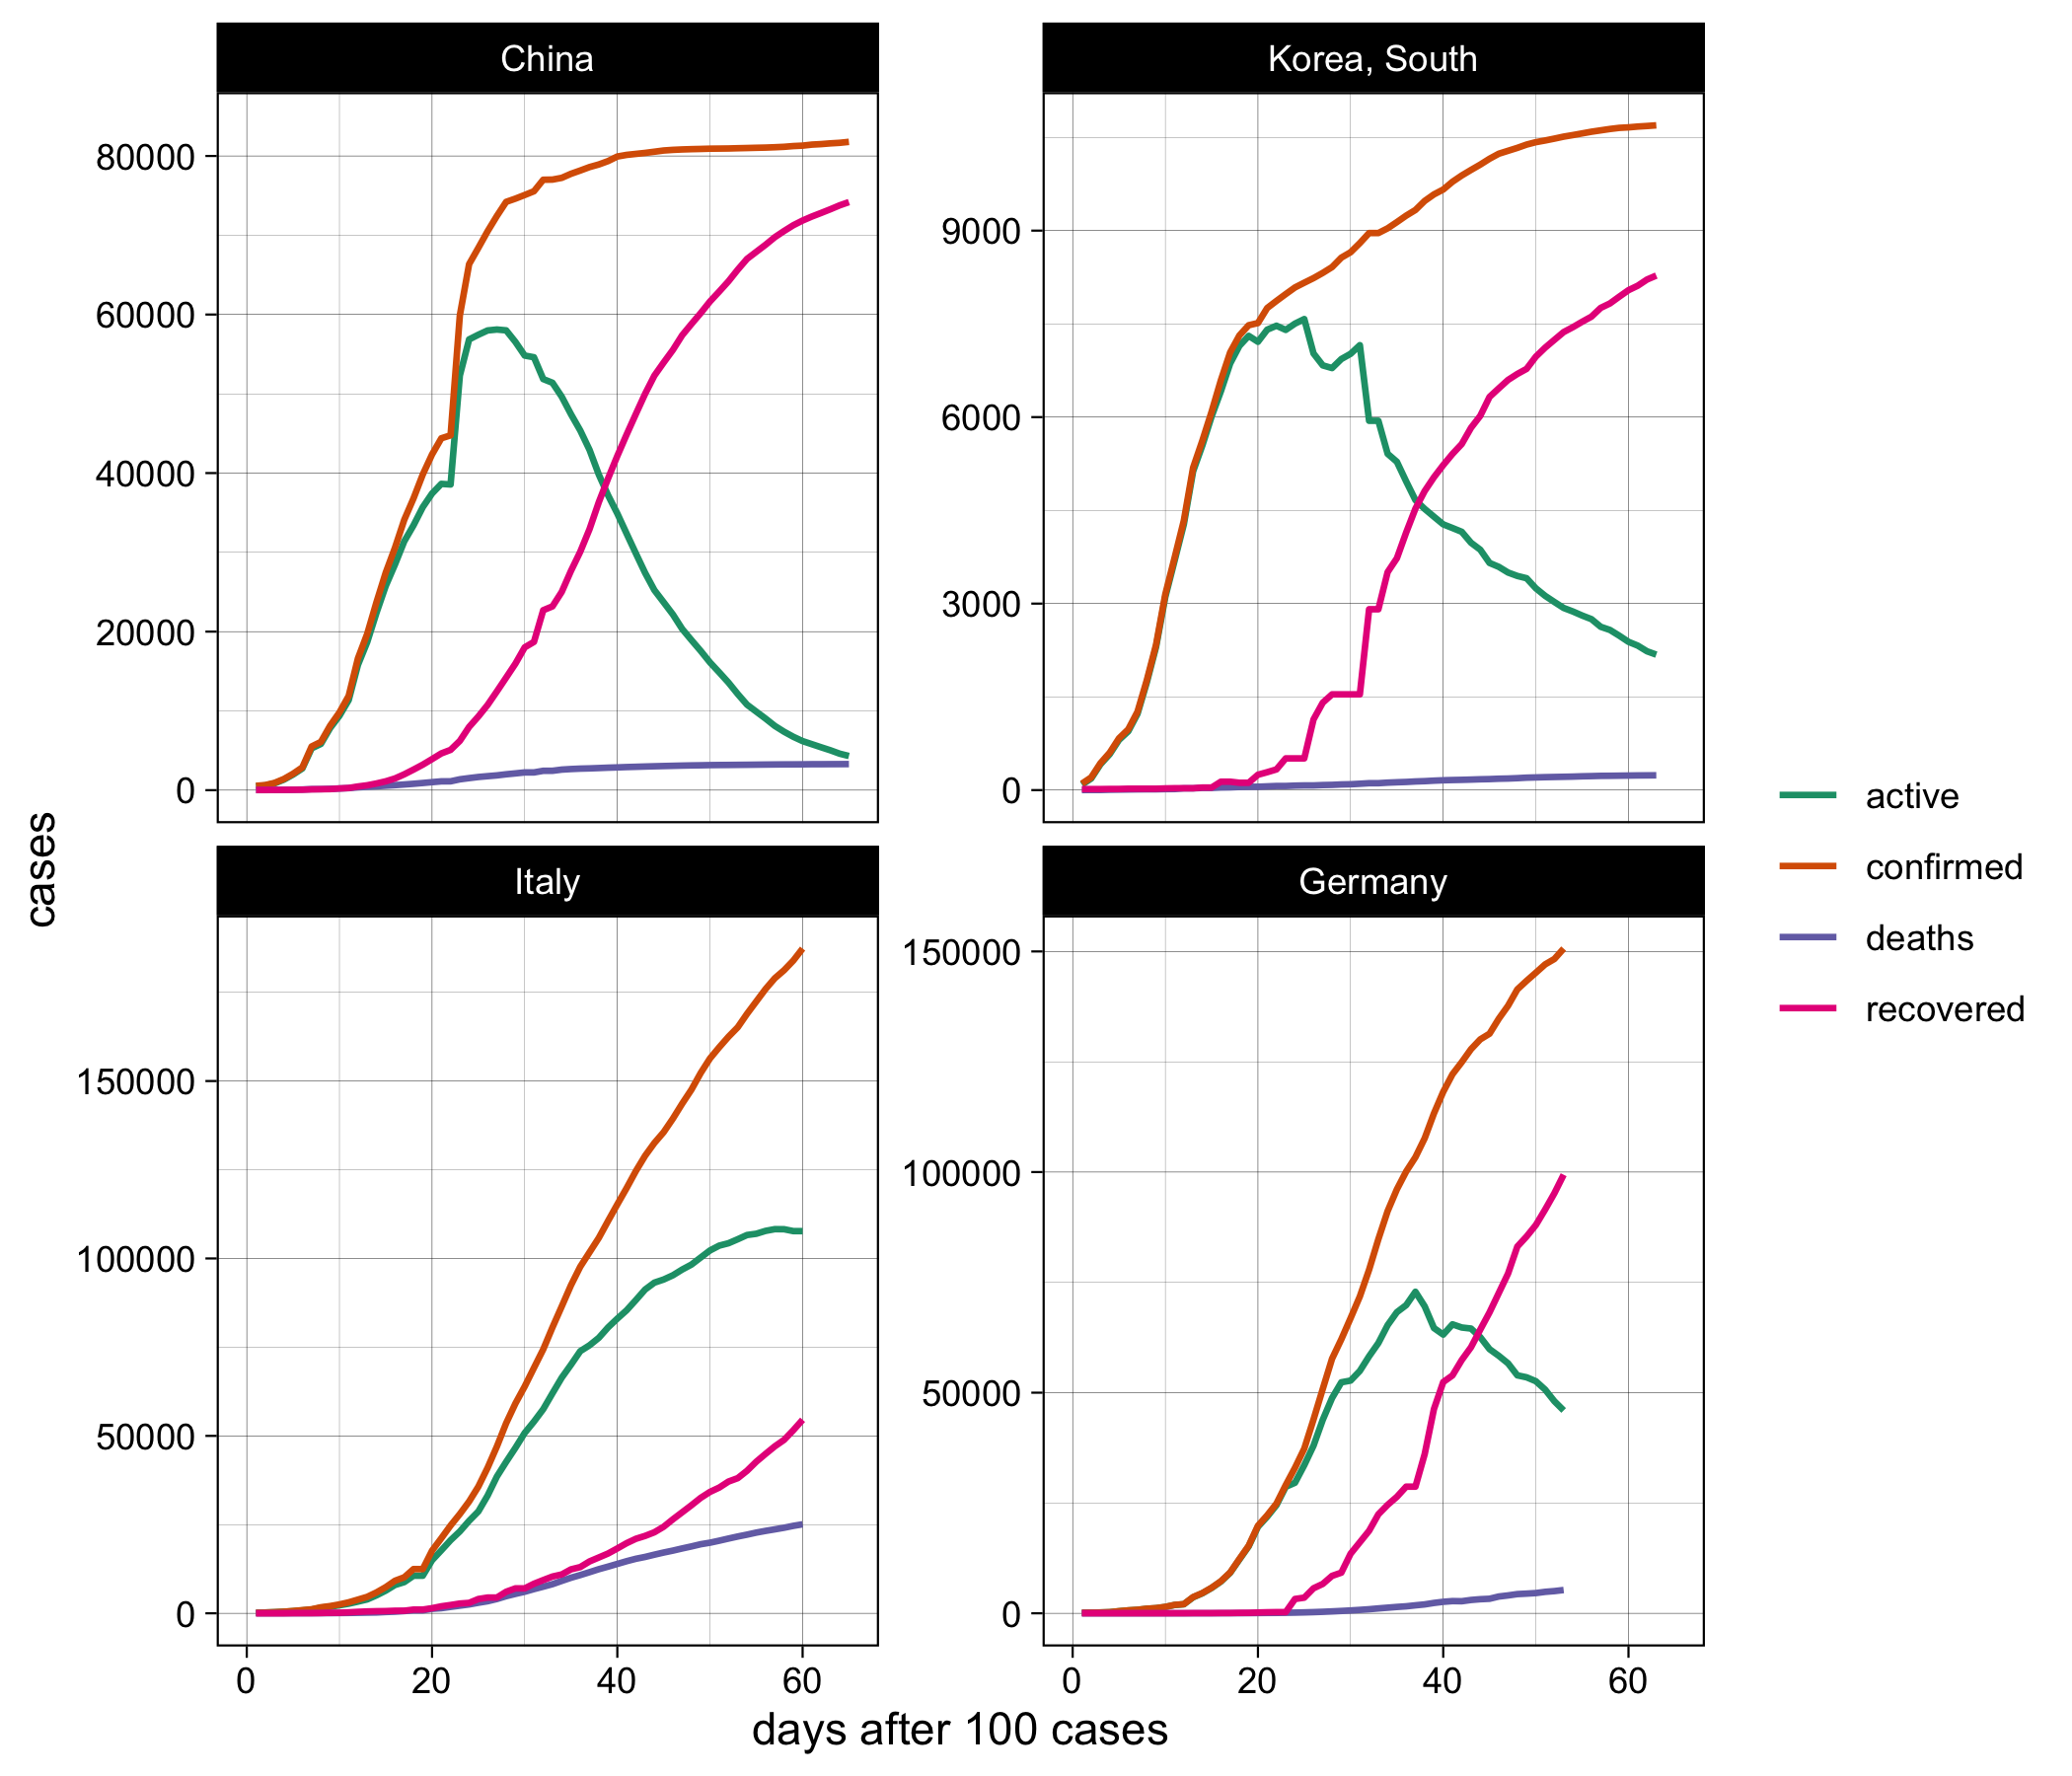 China
Korea, South
80000
60000
40000
20000
0
9000
6000
3000
0
Italy
Germany
150000
100000
50000
0
150000
100000
50000
0
0 20 40 60
0 20 40 60
cases
days after 100 cases
active
confirmed
deaths
recovered